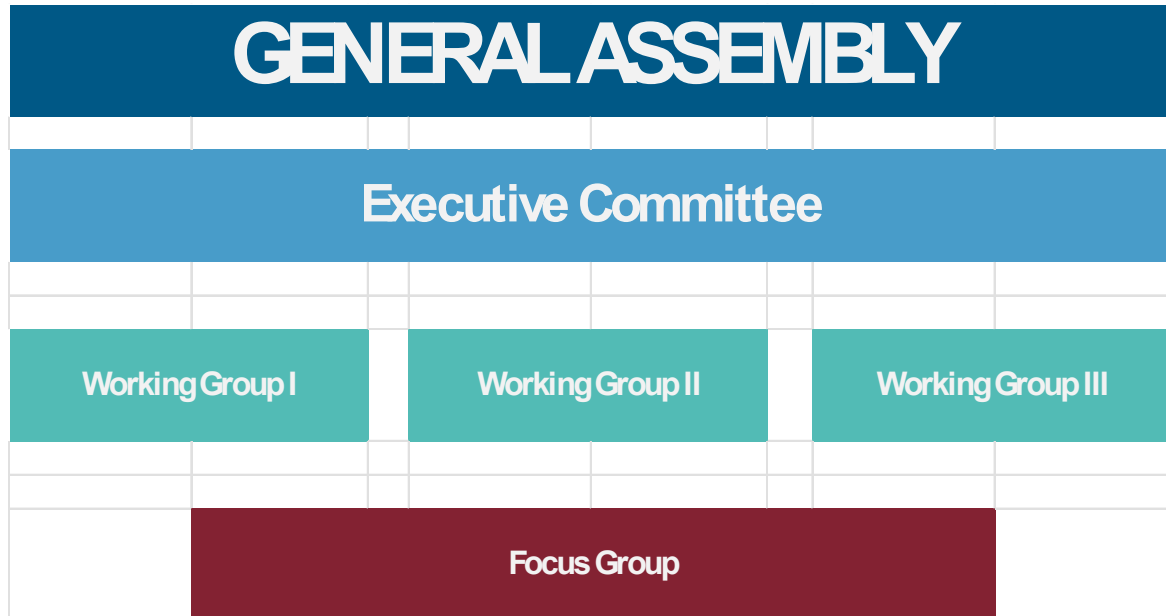 GENERAL ASSEMBLY
Executive Committee
Working Group I
Working Group II
Working Group III
Focus Group